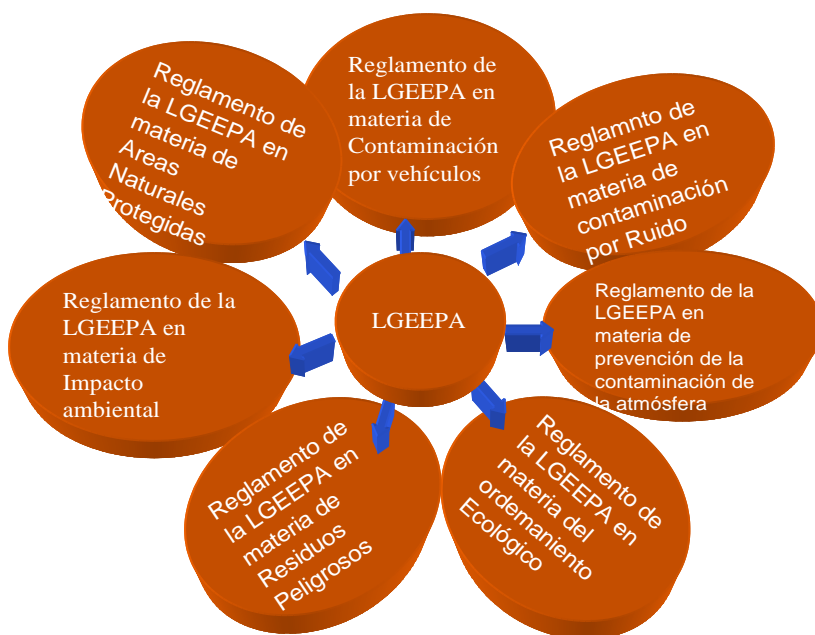 Reglamento de
la LGEEPA en
materia de
Areas
Naturales
Protegidas
Reglamento de
la LGEEPA en
materia de
Contaminación
por vehículos
Reglamnto de
la LGEEPA en
materia de
contaminación
por Ruido
Reglamento de la
LGEEPA en
materia de
Impacto
ambiental
LGEEPA
Reglamento de la
LGEEPA en
materia de
prevención de la
contaminación de
la atmósfera
Reglamento de
la LGEEPA en
materia de
Residuos
Peligrosos
Reglamento de
la LGEEPA en
materia del
ordemaniento
Ecológico